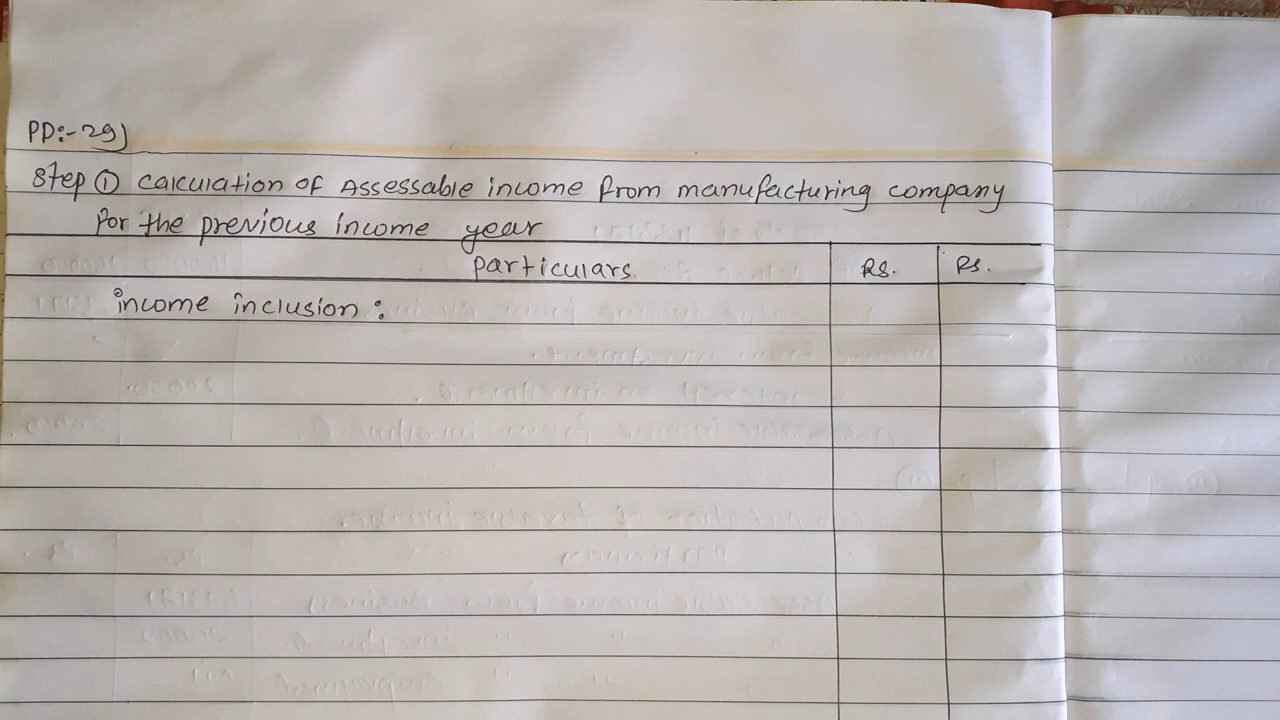 PD:-29)
Step ① calculation of Assessable income from manufacturing company
for the previous income year
particulars Rs. Rs.
income inclusion: